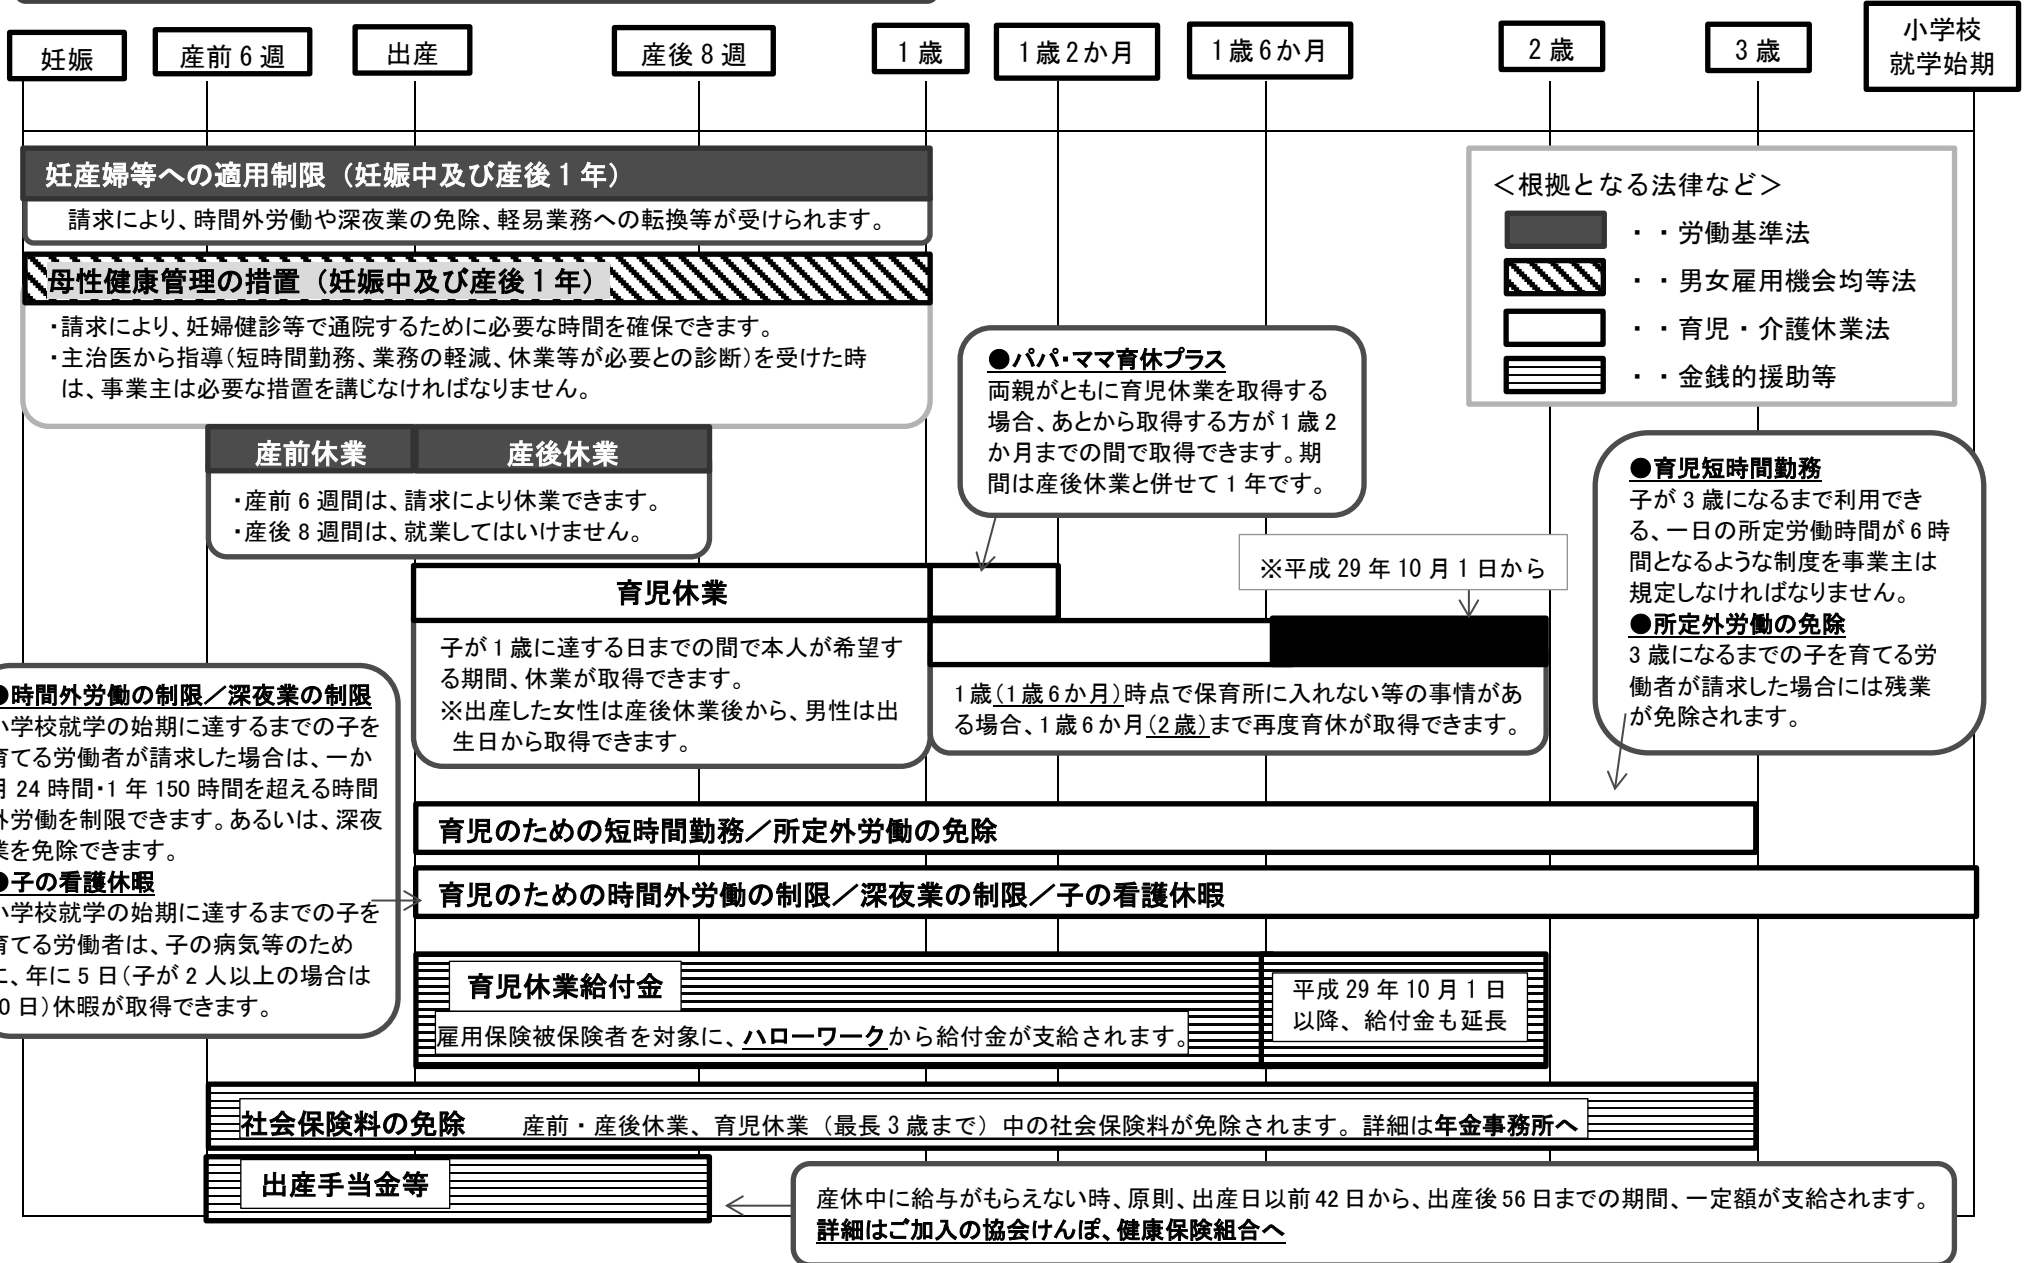 妊娠
産前6週
出産
産後8週
1歳
1歳2か月
1歳6か月
2歳
3歳
小学校
就学始期
妊産婦等への適用制限（妊娠中及び産後1年）
請求により、時間外労働や深夜業の免除、軽易業務への転換等が受けられます。
母性健康管理の措置（妊娠中及び産後1年）
・請求により、妊婦健診等で通院するために必要な時間を確保できます。
・主治医から指導（短時間勤務、業務の軽減、休業等が必要との診断）を受けた時
は、事業主は必要な措置を講じなければなりません。
＜根拠となる法律など＞
・・労働基準法
・・男女雇用機会均等法
・・育児・介護休業法
・・金銭的援助等
産前休業
産後休業
・産前6週間は、請求により休業できます。
・産後8週間は、就業してはいけません。
●パパ・ママ育休プラス
両親がともに育児休業を取得する
場合、あとから取得する方が1歳2
か月までの間で取得できます。期
間は産後休業と併せて1年です。
※平成29年10月1日から
●育児短時間勤務
子が3歳になるまで利用でき
る、一日の所定労働時間が6時
間となるような制度を事業主は
規定しなければなりません。
●所定外労働の免除
3歳になるまでの子を育てる労
働者が請求した場合には残業
が免除されます。
育児休業
子が1歳に達する日までの間で本人が希望す
る期間、休業が取得できます。
※出産した女性は産後休業後から、男性は出
生日から取得できます。
1歳（1歳6か月）時点で保育所に入れない等の事情があ
る場合、1歳6か月（2歳）まで再度育休が取得できます。
●時間外労働の制限／深夜業の制限
小学校就学の始期に達するまでの子を
育てる労働者が請求した場合は、一か
月24時間・1年150時間を超える時間
外労働を制限できます。あるいは、深夜
業を免除できます。
●子の看護休暇
小学校就学の始期に達するまでの子を
育てる労働者は、子の病気等のため
に、年に5日（子が2人以上の場合は
0日）休暇が取得できます。
育児のための短時間勤務／所定外労働の免除
育児のための時間外労働の制限／深夜業の制限／子の看護休暇
育児休業給付金
雇用保険被保険者を対象に、ハローワークから給付金が支給されます。
平成29年10月1日
以降、給付金も延長
社会保険料の免除 産前・産後休業、育児休業（最長3歳まで）中の社会保険料が免除されます。詳細は年金事務所へ
出産手当金等
産休中に給与がもらえない時、原則、出産日以前42日から、出産後56日までの期間、一定額が支給されます。
詳細はご加入の協会けんぽ、健康保険組合へ